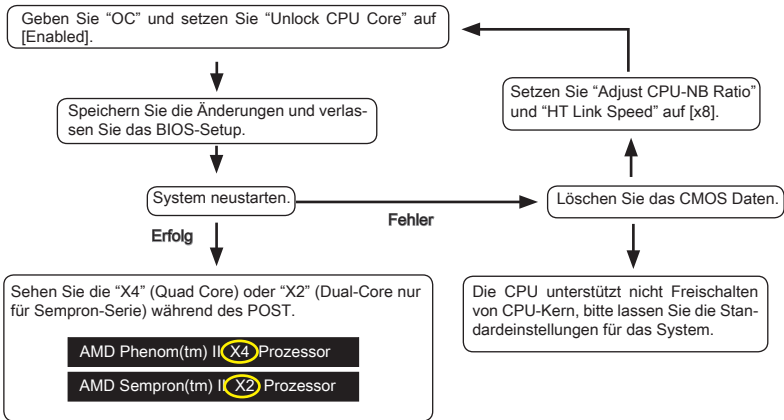 Geben Sie “OC” und setzen Sie “Unlock CPU Core” auf
[Enabled].
Setzen Sie “Adjust CPU-NB Ratio”
und “HT Link Speed” auf [x8].
Speichern Sie die Änderungen und verlas-
sen Sie das BIOS-Setup.
System neustarten.
Fehler
Löschen Sie das CMOS Daten.
Erfolg
Sehen Sie die “X4” (Quad Core) oder “X2” (Dual-Core nur
für Sempron-Serie) während des POST.
AMD Phenom(tm) II X4 Prozessor
AMD Sempron(tm) II X2 Prozessor
Die CPU unterstützt nicht Freischalten
von CPU-Kern, bitte lassen Sie die Stan-
dardeinstellungen für das System.